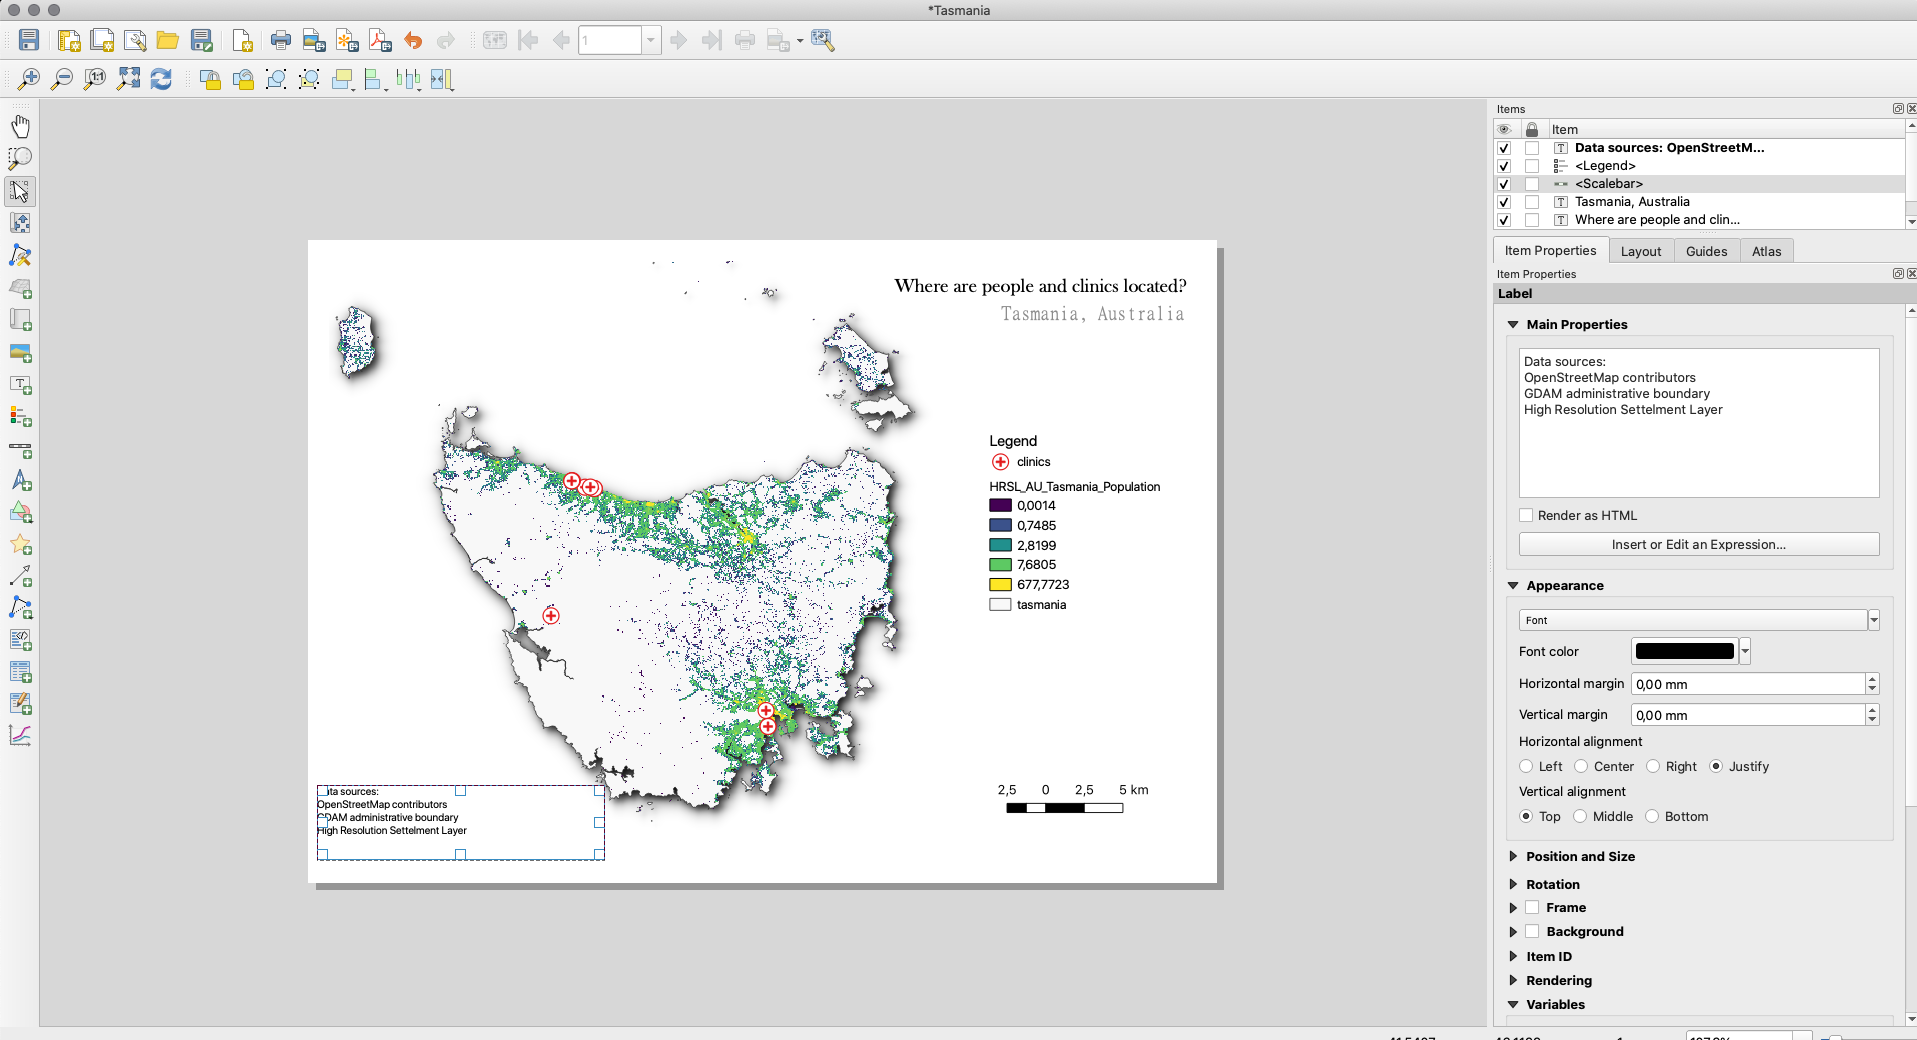 *Tasmania
1
1:1
Items
Item
Data sources: OpenStreetM...
<Legend>
<Scalebar>
Tasmania, Australia
Where are people and clin...
Item Properties
Layout
Guides
Atlas
Item Properties
Label
Main Properties
Data sources:
OpenStreetMap contributors
GDAM administrative boundary
High Resolution Settelment Layer
Render as HTML
Insert or Edit an Expression...
Appearance
Font
Font color
Horizontal margin
0,00 mm
Vertical margin
0,00 mm
Horizontal alignment
Left
Center
Right
Justify
Vertical alignment
Top
Middle
Bottom
Position and Size
Rotation
Frame
Background
Item ID
Rendering
Variables
Where are people and clinics located?
Tasmania, Australia
Legend
clinics
HRSL_AU_Tasmania_Population
0,0014
0,7485
2,8199
7,6805
677,7723
tasmania
2,5 0 2,5 5 km
Data sources:
OpenStreetMap contributors
GDAM administrative boundary
High Resolution Settelment Layer